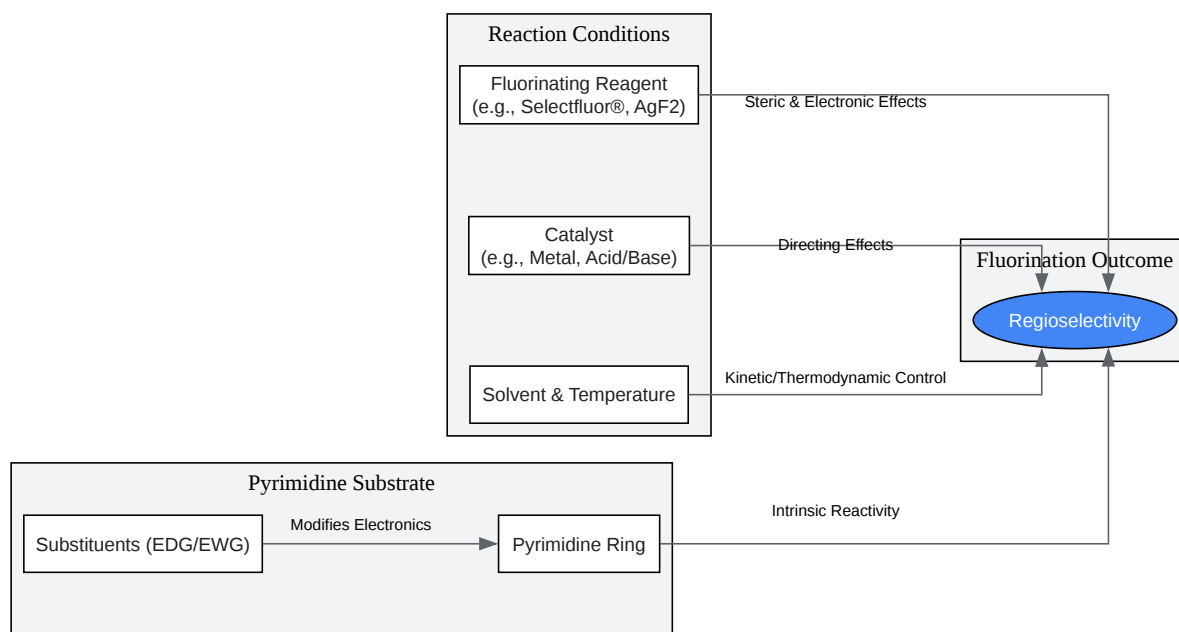 Reaction Conditions
Fluorinating Reagent
(e.g., Selectfluor®, AgF2)
Steric & Electronic Effects
Catalyst
(e.g., Metal, Acid/Base)
Directing Effects
Fluorination Outcome
Regioselectivity
Solvent & Temperature
Kinetic/Thermodynamic Control
Pyrimidine Substrate
Substituents (EDG/EWG)
Modifies Electronics
Pyrimidine Ring
Intrinsic Reactivity